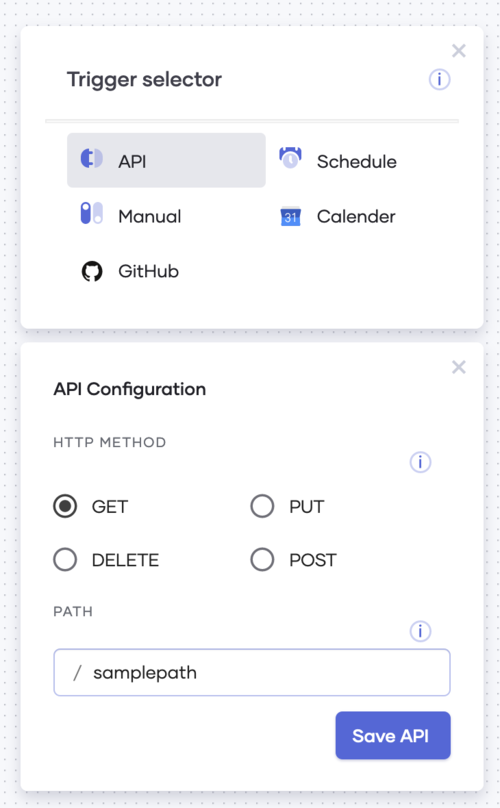 Trigger selector
API
Schedule
Manual
31
Calender
GitHub
API Configuration
HTTP METHOD
GET
PUT
DELETE
POST
PATH
/ samplepath
Save API